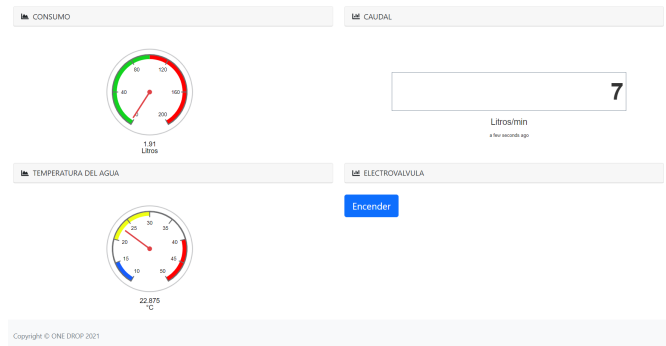 CONSUMO
80
120
40
160
0
200
1.91
Litros
CAUDAL
7
Litros/min
a few seconds ago
TEMPERATURA DEL AGUA
30
25
35
20
40
15
45
10
50
22.875
°C
ELECTROVALVULA
Encender
Copyright © ONE DROP 2021